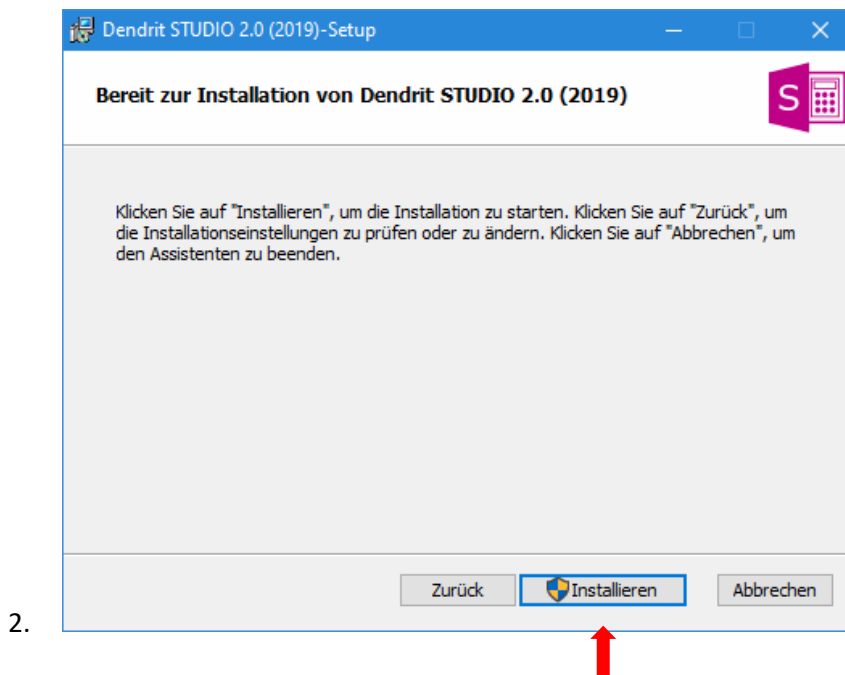 Dendrit STUDIO 2.0 (2019)-Setup
Bereit zur Installation von Dendrit STUDIO 2.0 (2019)
S
Klicken Sie auf "Installieren", um die Installation zu starten. Klicken Sie auf "Zurück", um
die Installationseinstellungen zu prüfen oder zu ändern. Klicken Sie auf "Abbrechen", um
den Assistenten zu beenden.
Zurück Installieren Abbrechen
2.